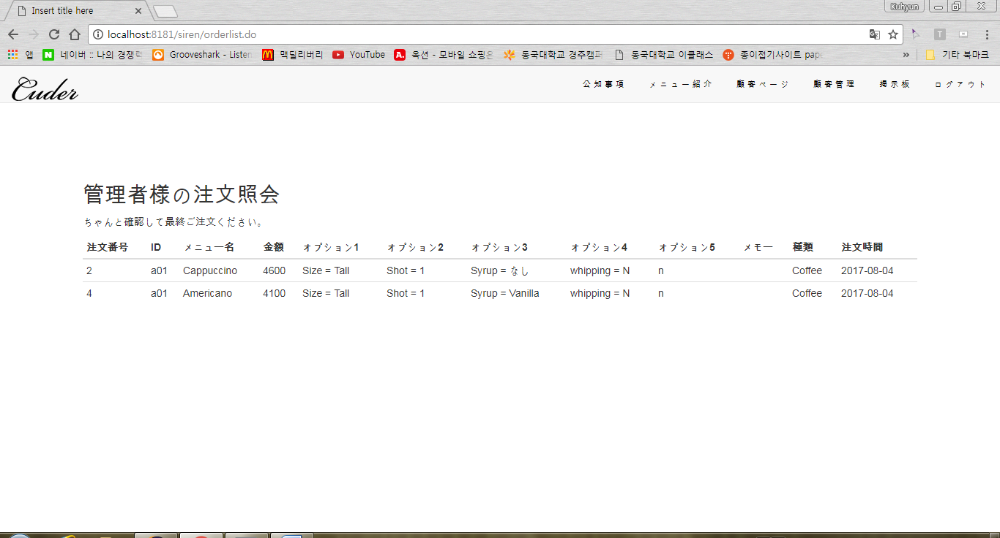 Insert title here
Kuhyun
localhost:8181/siren/orderlist.do
앱 네이버 :: 나의 경쟁력 Grooveshark - Listen 맥딜리버리 YouTube 옥션 - 모바일 쇼핑은 동국대학교 경주캠퍼 동국대학교 이클래스 종이접기사이트 pape » 기타 북마크
Cuder 公知事項 メニュー紹介 顧客ページ 顧客管理 掲示板 ログアウト
管理者様の注文照会
ちゃんと確認して最終ご注文ください。
注文番号 ID メニュー名 金額 オプション1 オプション2 オプション3 オプション4 オプション5 メモー 種類 注文時間
2 a01 Cappuccino 4600 Size = Tall Shot = 1 Syrup = なし whipping = N n Coffee 2017-08-04
4 a01 Americano 4100 Size = Tall Shot = 1 Syrup = Vanilla whipping = N n Coffee 2017-08-04